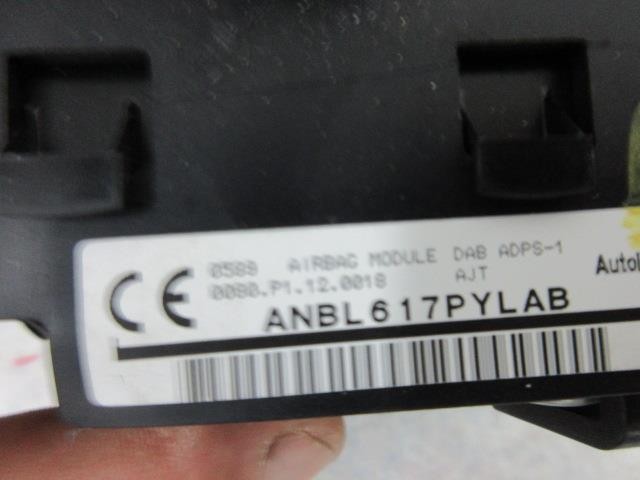 CE 0589 AIRBAG MODULE DAB ADPS-1
0080.P1.12.0018 AJT
Autol
ANBL617PYLAB